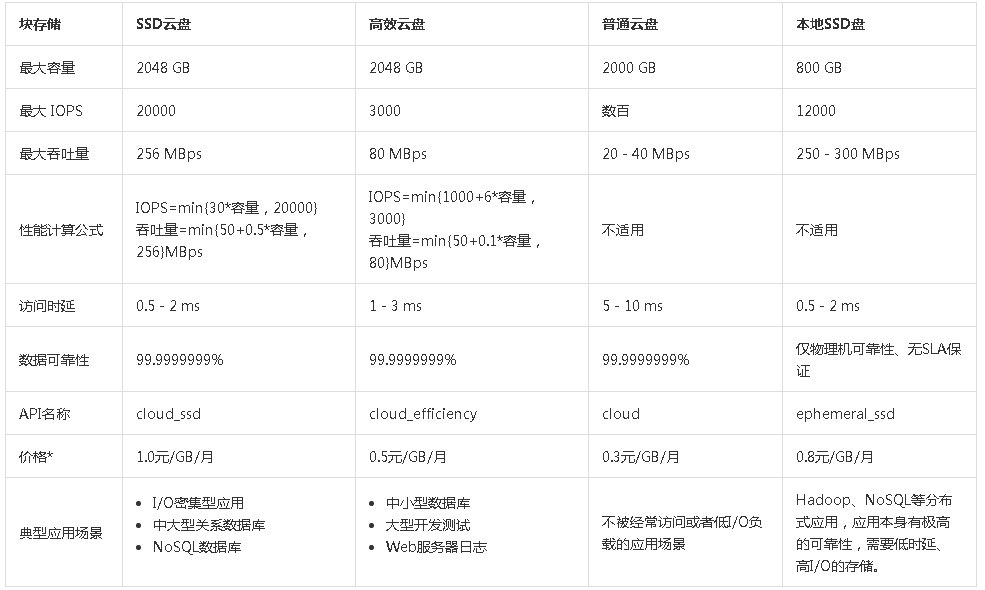 块存储 SSD云盘 高效云盘 普通云盘 本地SSD盘
最大容量 2048 GB 2048 GB 2000 GB 800 GB
最大 IOPS 20000 3000 数百 12000
最大吞吐量 256 MBps 80 MBps 20 - 40 MBps 250 - 300 MBps
性能计算公式
IOPS=min{30*容量，20000}
吞吐量=min{50+0.5*容量，
256}MBps
IOPS=min{1000+6*容量，
3000}
吞吐量=min{50+0.1*容量，
80}MBps
不适用
不适用
访问时延 0.5 - 2 ms 1 - 3 ms 5 - 10 ms 0.5 - 2 ms
数据可靠性 99.9999999% 99.9999999% 99.9999999%
仅物理机可靠性、无SLA保
证
API名称 cloud_ssd cloud_efficiency cloud ephemeral_ssd
价格* 1.0元/GB/月 0.5元/GB/月 0.3元/GB/月 0.8元/GB/月
典型应用场景
• I/O密集型应用
• 中大型关系数据库
• NoSQL数据库
• 中小型数据库
• 大型开发测试
• Web服务器日志
不被经常访问或者低I/O负
载的应用场景
Hadoop、NoSQL等分布
式应用，应用本身有极高
的可靠性，需要低时延、
高I/O的存储。